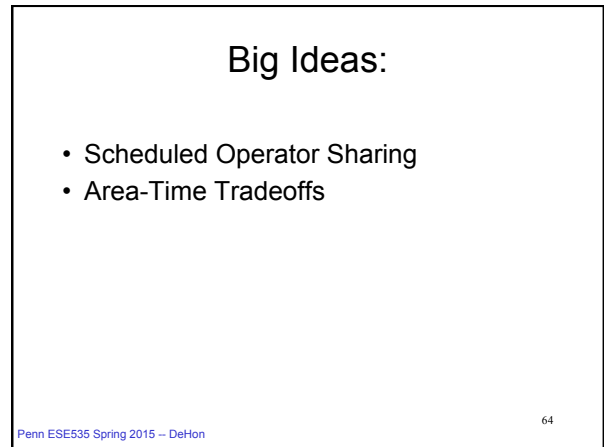 Big Ideas:
• Scheduled Operator Sharing
• Area-Time Tradeoffs
64
Penn ESE535 Spring 2015 -- DeHon